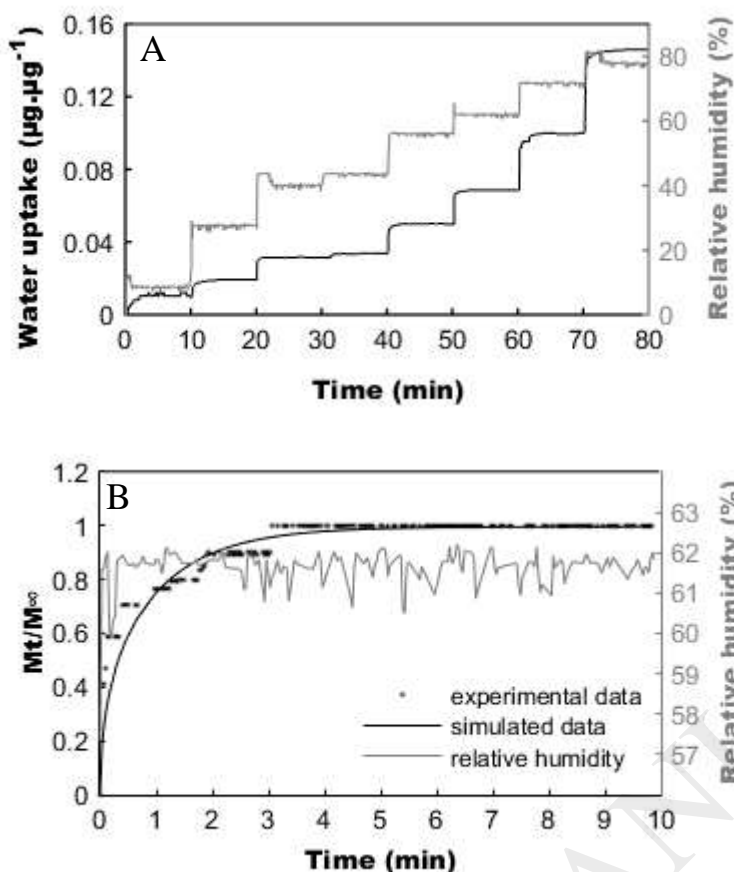 A
Water uptake (µg.µg⁻¹)
0.16
0.12
0.08
0.04
0
80
60
40
20
0
Relative humidity (%)
0 10 20 30 40 50 60 70 80
Time (min)
B
Mt/M∞
1.2
1
0.8
0.6
0.4
0.2
0
63
62
61
60
59
58
57
Relative humidity (%)
experimental data
simulated data
relative humidity
0 1 2 3 4 5 6 7 8 9 10
Time (min)